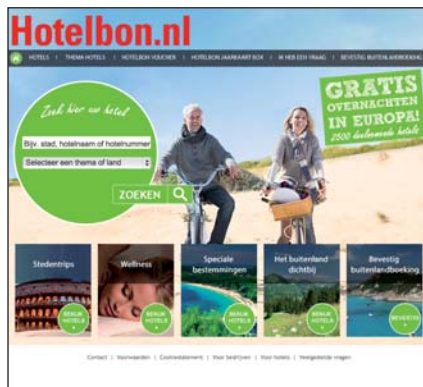 Hotelbon.nl
HOTELS | THEMA HOTELS | HOTELBON VOUCHER | HOTELBON JAARKAART BOX | IK HEB EEN VRAAG | BEVESTIG BUITENLANDBOEKING
Zoek hier uw hotel
Bijv. stad, hotelnaam of hotelnummer
Selecteer een thema of land
ZOEKEN
GRATIS
OVERNACHTEN
IN EUROPA!
2500 deelnemende hotels
Stedentrips
BEKIJK HOTELS
Wellness
BEKIJK HOTELS
Speciale
bestemmingen
BEKIJK HOTELS
Het buitenland
dichtbij
BEKIJK HOTELS
Bevestig
buitenlandboeking
BEVESTIG
Contact | Voorwaarden | Cookiestatement | Voor bedrijven | Voor hotels | Veelgestelde vragen